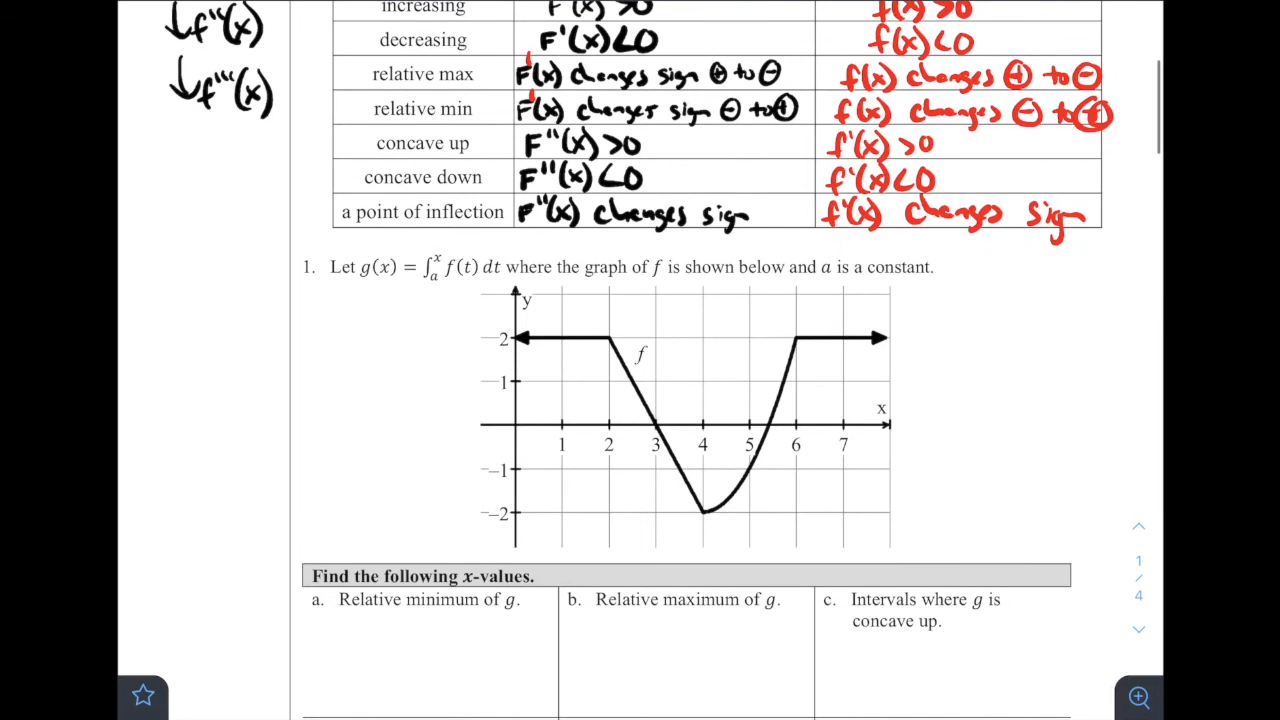 f''(x)
f'''(x)
increasing F'(x) >0 f(x) >0
decreasing F'(x) <0 f(x) <0
relative max F'(x) changes sign ⊕ to ⊖ f(x) changes ⊕ to ⊖
relative min F'(x) changes sign ⊖ to ⊕ f(x) changes ⊖ to ⊕
concave up F''(x) >0 f'(x) >0
concave down F''(x) <0 f'(x) <0
a point of inflection F''(x) changes sign f'(x) changes sign
1. Let g(x) = ∫ₐˣ f(t) dt where the graph of f is shown below and a is a constant.
y
2
f
1
x
1 2 3 4 5 6 7
−1
−2
Find the following x-values.
a. Relative minimum of g. b. Relative maximum of g. c. Intervals where g is
concave up.
1
/
4